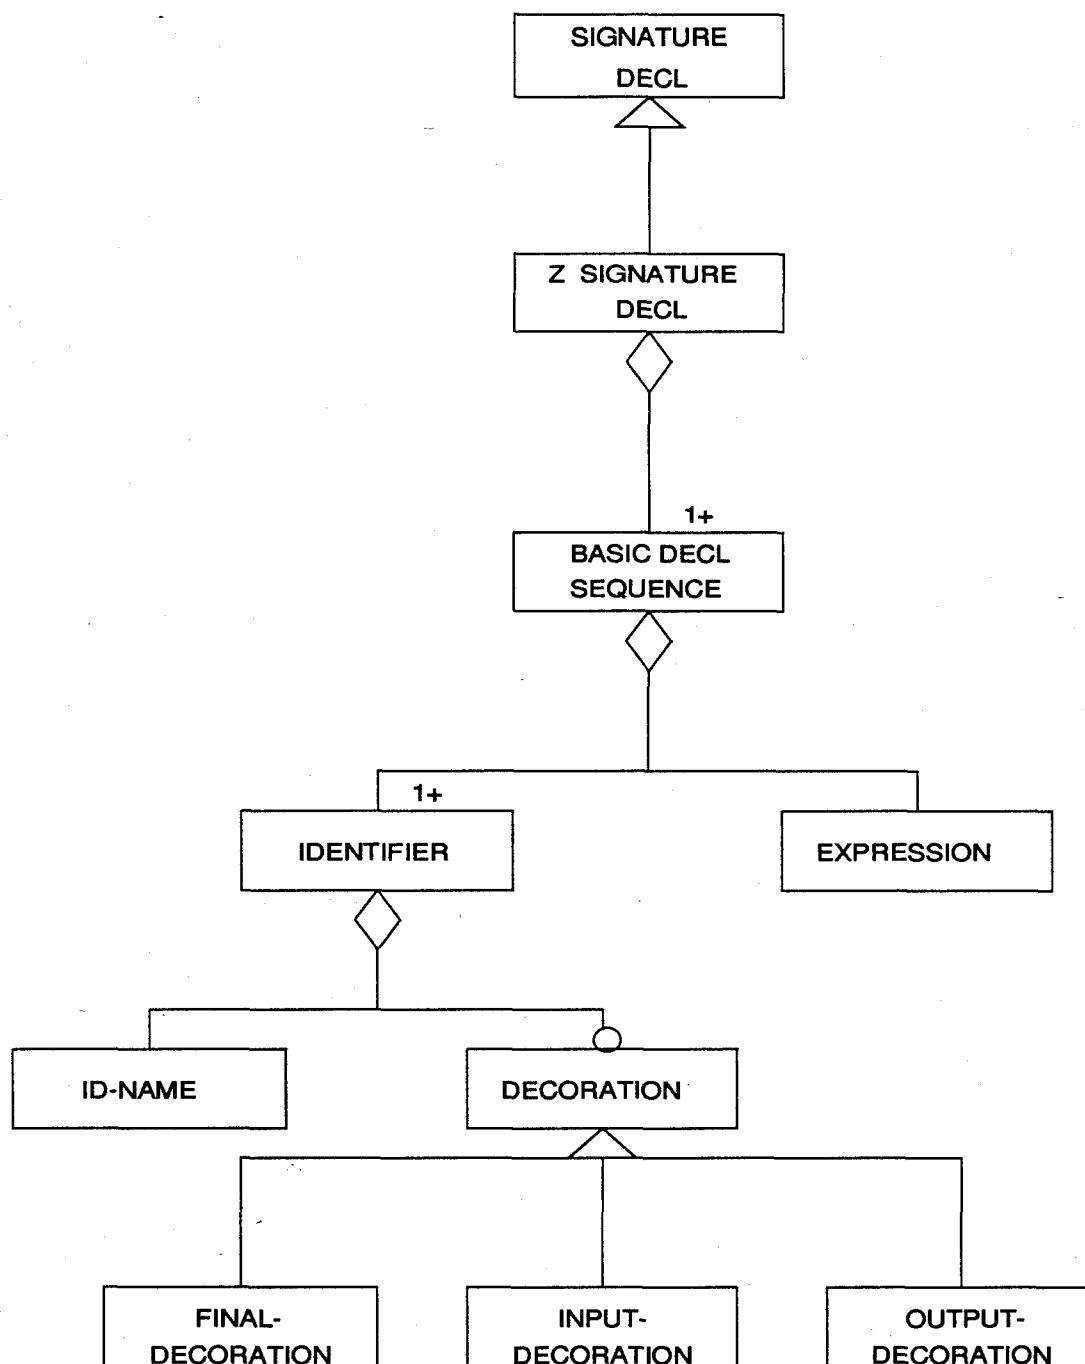 SIGNATURE
DECL
Z SIGNATURE
DECL
1+
BASIC DECL
SEQUENCE
1+
IDENTIFIER
EXPRESSION
ID-NAME
DECORATION
FINAL-
DECORATION
INPUT-
DECORATION
OUTPUT-
DECORATION